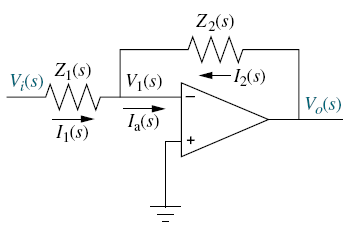 Z₂(s)
Vᵢ(s) Z₁(s) V₁(s) I₂(s)
− Vₒ(s)
I₁(s) Iₐ(s)
+